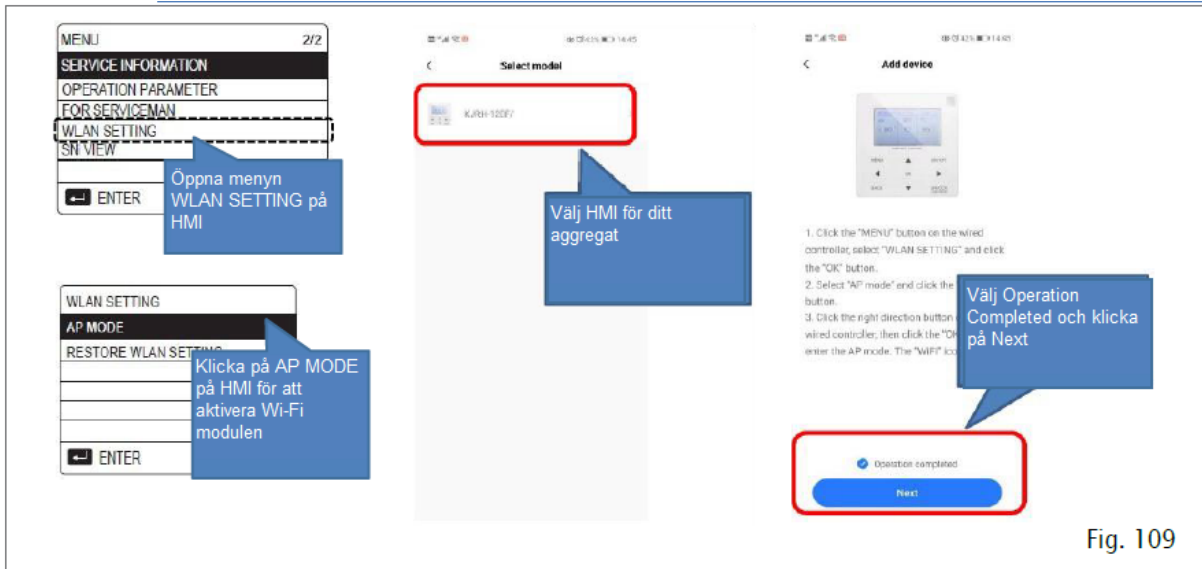 MENU 2/2
SERVICE INFORMATION
OPERATION PARAMETER
FOR SERVICEMAN
WLAN SETTING
SN VIEW
ENTER
Öppna menyn
WLAN SETTING på
HMI
WLAN SETTING
AP MODE
RESTORE WLAN SETTING
ENTER
Klicka på AP MODE
på HMI för att
aktivera Wi-Fi
modulen
Select model
Välj HMI för ditt
aggregat
Add device
1. Click the "MENU" button on the wired
controller, select "WLAN SETTING" and click
the "OK" button.
2. Select "AP mode" and click the
button.
3. Click the right direction button
wired controller, then click the "OK
enter the AP mode. The "WiFi"
Välj Operation
Completed och klicka
på Next
Operation completed
Next
Fig. 109